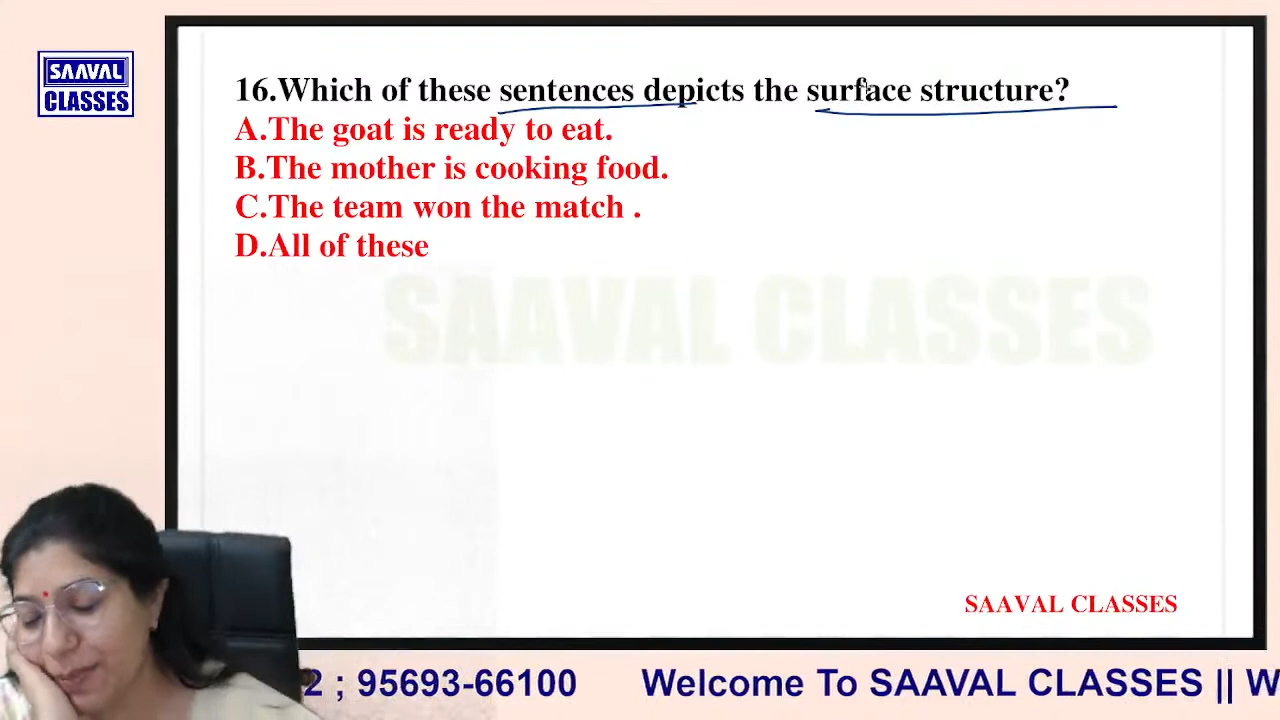 SAAVAL
CLASSES
16.Which of these sentences depicts the surface structure?
A.The goat is ready to eat.
B.The mother is cooking food.
C.The team won the match .
D.All of these
SAAVAL CLASSES
SAAVAL CLASSES
2 ; 95693-66100 Welcome To SAAVAL CLASSES || W